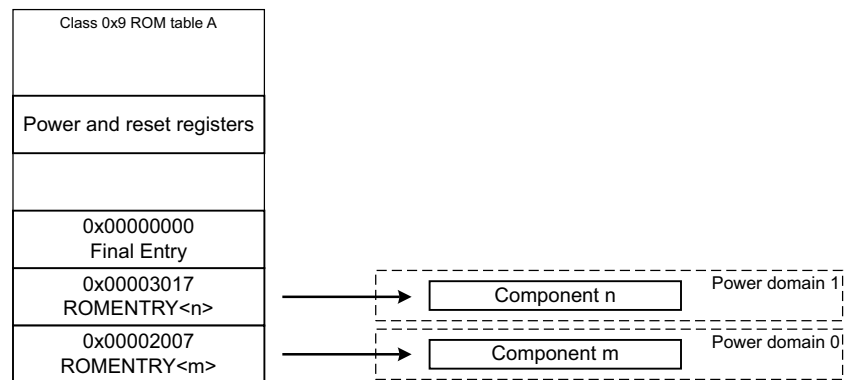 Class 0x9 ROM table A
Power and reset registers
0x00000000
Final Entry
0x00003017
ROMENTRY<n>
Component n
Power domain 1
0x00002007
ROMENTRY<m>
Component m
Power domain 0